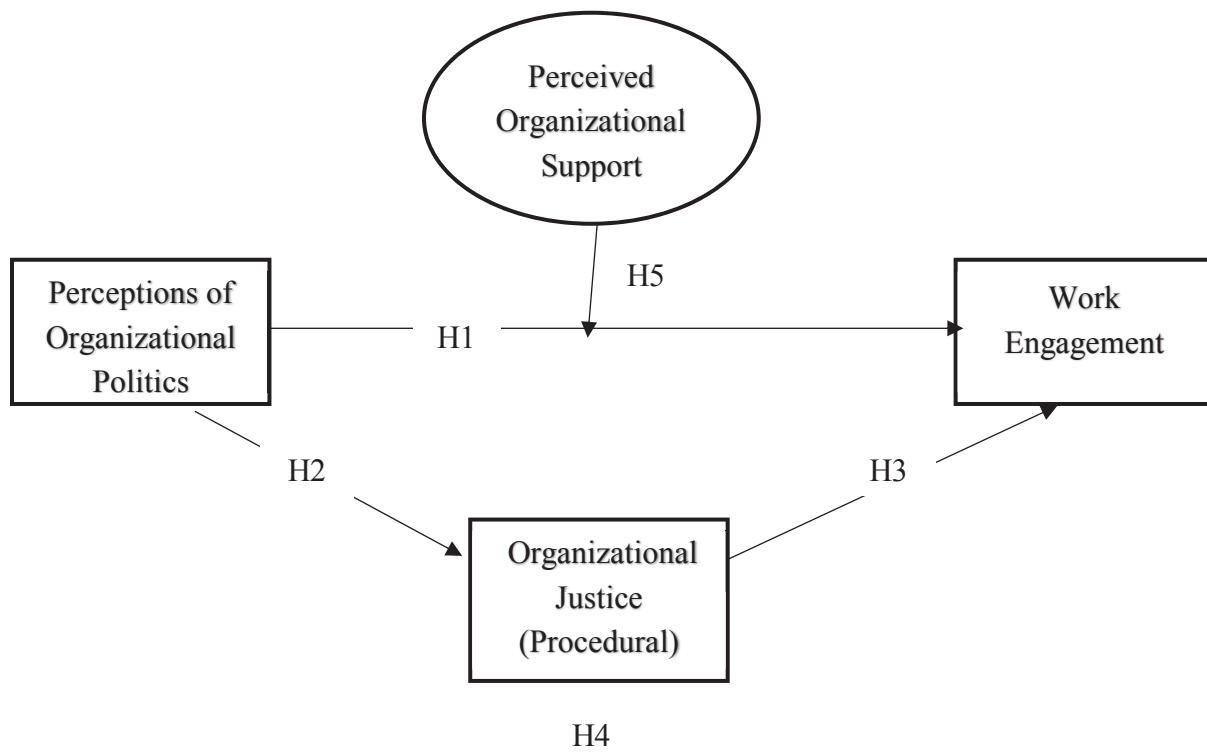 Perceived
Organizational
Support
H5
Perceptions of
Organizational
Politics
H1
Work
Engagement
H2
H3
Organizational
Justice
(Procedural)
H4